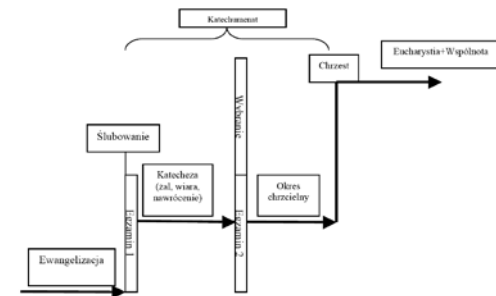 Katechumenat
Eucharystia+Wspólnota
Chrzest
Wybranie
Ślubowanie
Katecheza
(żal, wiara,
nawrócenie)
Okres
chrzcielny
Egzamin 1
Egzamin 2
Ewangelizacja